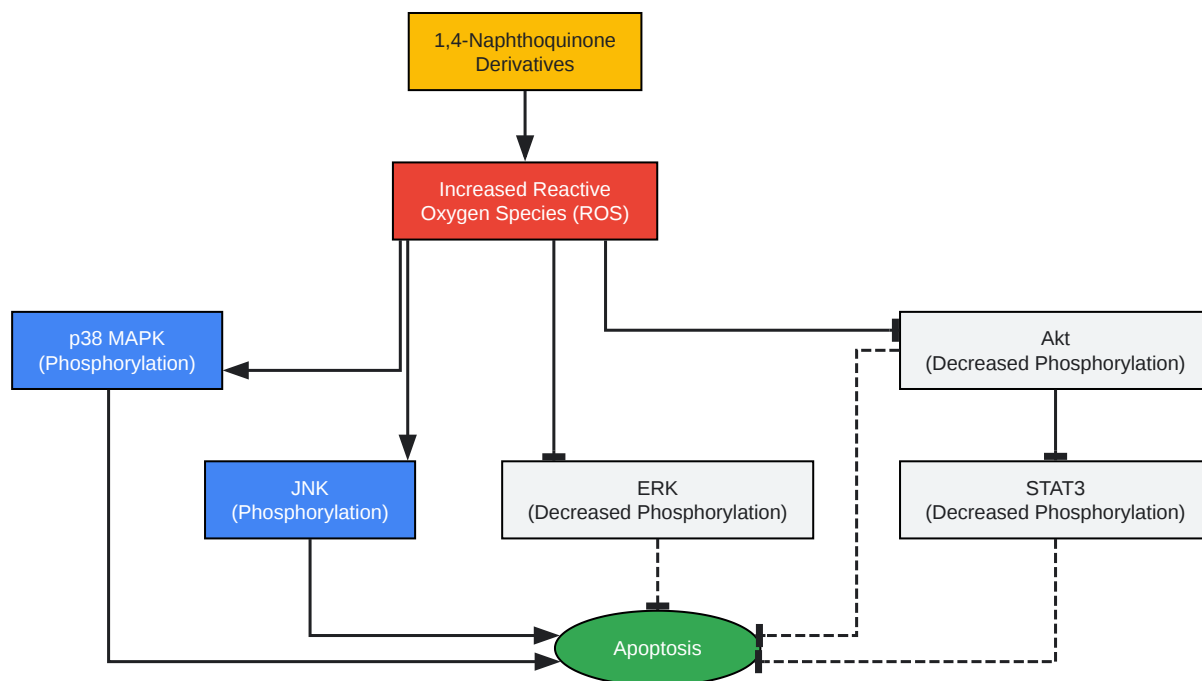 1,4-Naphthoquinone
Derivatives
Increased Reactive
Oxygen Species (ROS)
p38 MAPK
(Phosphorylation)
Akt
(Decreased Phosphorylation)
JNK
(Phosphorylation)
ERK
(Decreased Phosphorylation)
STAT3
(Decreased Phosphorylation)
Apoptosis